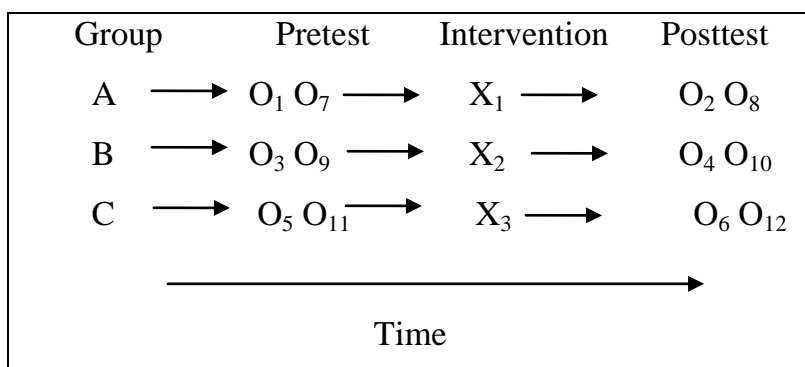 Group Pretest Intervention Posttest
A O₁ O₇ X₁ O₂ O₈
B O₃ O₉ X₂ O₄ O₁₀
C O₅ O₁₁ X₃ O₆ O₁₂
Time